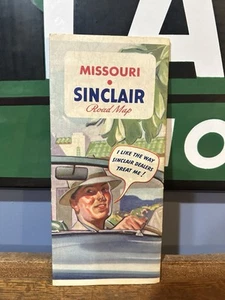 MISSOURI
SINCLAIR
Road Map
I LIKE THE WAY
SINCLAIR DEALERS
TREAT ME!